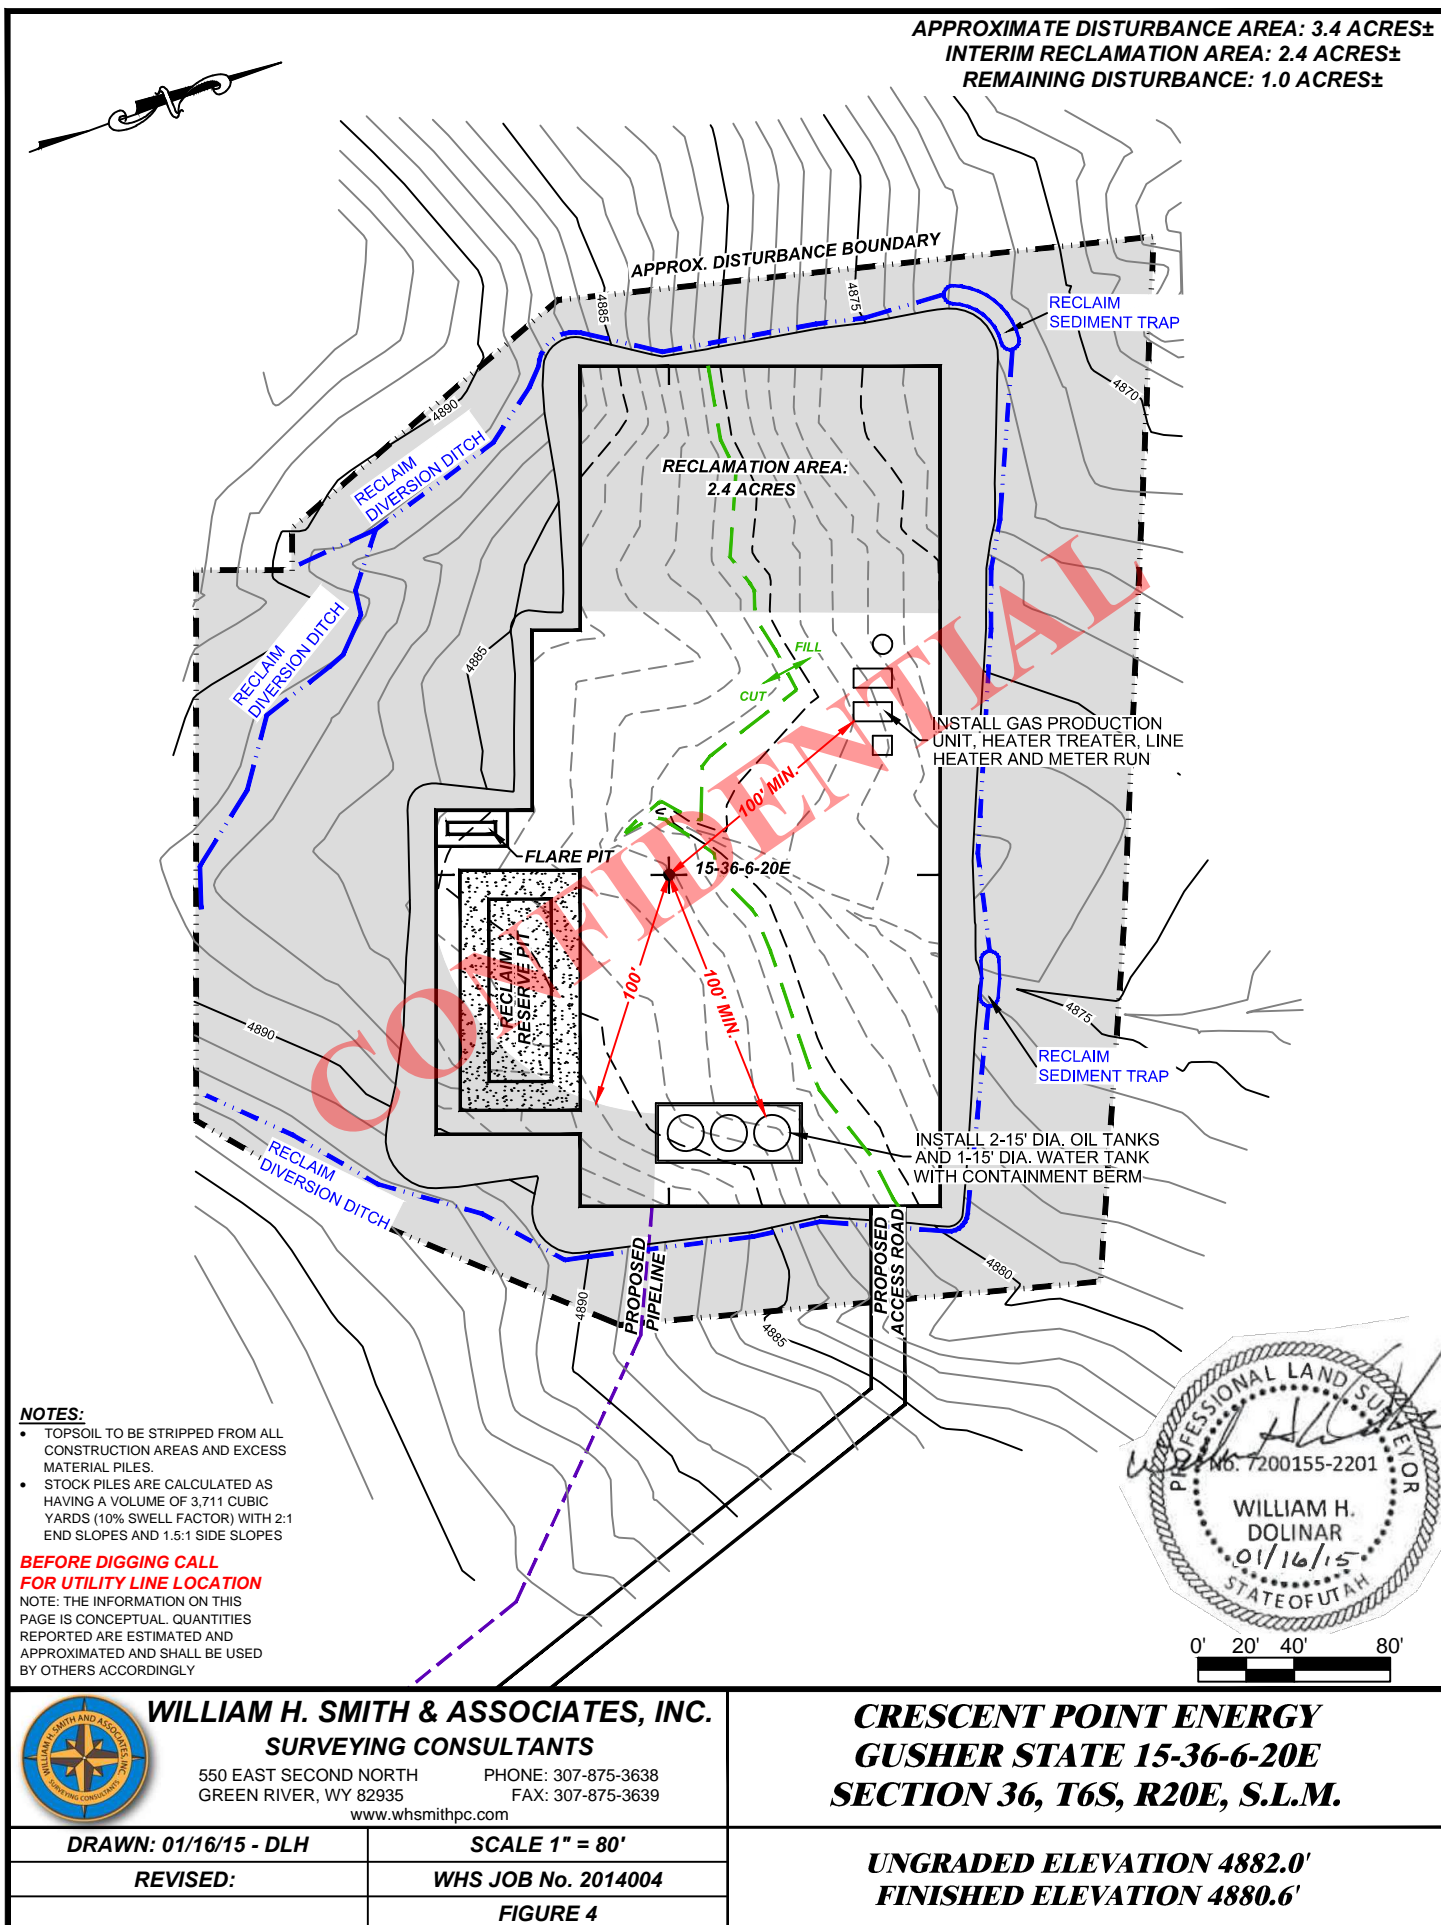 APPROXIMATE DISTURBANCE AREA: 3.4 ACRES±
INTERIM RECLAMATION AREA: 2.4 ACRES±
REMAINING DISTURBANCE: 1.0 ACRES±
APPROX. DISTURBANCE BOUNDARY
4885
4875
RECLAIM
SEDIMENT TRAP
4870
4890
RECLAIM
DIVERSION DITCH
RECLAMATION AREA:
2.4 ACRES
RECLAIM
DIVERSION DITCH
4885
FILL
CUT
INSTALL GAS PRODUCTION
UNIT, HEATER TREATER, LINE
HEATER AND METER RUN
100' MIN.
FLARE PIT
15-36-6-20E
RECLAIM
RESERVE PIT
100'
100' MIN.
CONFIDENTIAL
4890
4875
RECLAIM
SEDIMENT TRAP
INSTALL 2-15' DIA. OIL TANKS
AND 1-15' DIA. WATER TANK
WITH CONTAINMENT BERM
RECLAIM
DIVERSION DITCH
PROPOSED
PIPELINE
PROPOSED
ACCESS ROAD
4880
4890
4885
NOTES:
• TOPSOIL TO BE STRIPPED FROM ALL
CONSTRUCTION AREAS AND EXCESS
MATERIAL PILES.
• STOCK PILES ARE CALCULATED AS
HAVING A VOLUME OF 3,711 CUBIC
YARDS (10% SWELL FACTOR) WITH 2:1
END SLOPES AND 1.5:1 SIDE SLOPES
BEFORE DIGGING CALL
FOR UTILITY LINE LOCATION
NOTE: THE INFORMATION ON THIS
PAGE IS CONCEPTUAL. QUANTITIES
REPORTED ARE ESTIMATED AND
APPROXIMATED AND SHALL BE USED
BY OTHERS ACCORDINGLY
PROFESSIONAL LAND SURVEYOR
No. 7200155-2201
WILLIAM H.
DOLINAR
01/16/15
STATE OF UTAH
0' 20' 40' 80'
WILLIAM H. SMITH AND ASSOCIATES, INC.
SURVEYING CONSULTANTS
WILLIAM H. SMITH & ASSOCIATES, INC.
SURVEYING CONSULTANTS
550 EAST SECOND NORTH PHONE: 307-875-3638
GREEN RIVER, WY 82935 FAX: 307-875-3639
www.whsmithpc.com
CRESCENT POINT ENERGY
GUSHER STATE 15-36-6-20E
SECTION 36, T6S, R20E, S.L.M.
DRAWN: 01/16/15 - DLH
SCALE 1" = 80'
REVISED:
WHS JOB No. 2014004
FIGURE 4
UNGRADED ELEVATION 4882.0'
FINISHED ELEVATION 4880.6'